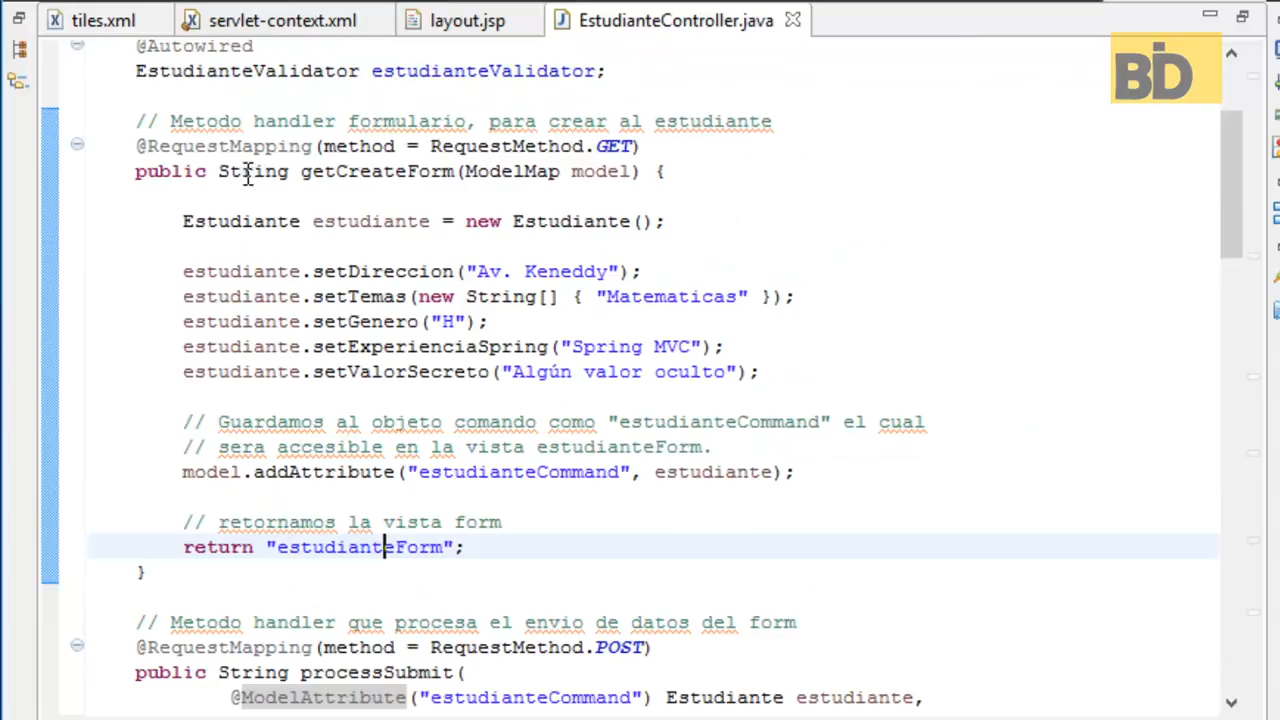 tiles.xml
servlet-context.xml
layout.jsp
EstudianteController.java
BD
@Autowired
EstudianteValidator estudianteValidator;
// Metodo handler formulario, para crear al estudiante
@RequestMapping(method = RequestMethod.GET)
public String getCreateForm(ModelMap model) {
Estudiante estudiante = new Estudiante();
estudiante.setDireccion("Av. Keneddy");
estudiante.setTemas(new String[] { "Matematicas" });
estudiante.setGenero("H");
estudiante.setExperienciaSpring("Spring MVC");
estudiante.setValorSecreto("Algún valor oculto");
// Guardamos al objeto comando como "estudianteCommand" el cual
// sera accesible en la vista estudianteForm.
model.addAttribute("estudianteCommand", estudiante);
// retornamos la vista form
return "estudianteForm";
}
// Metodo handler que procesa el envio de datos del form
@RequestMapping(method = RequestMethod.POST)
public String processSubmit(
@ModelAttribute("estudianteCommand") Estudiante estudiante,